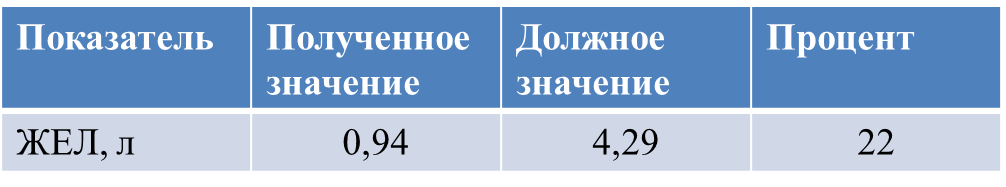 Показатель Полученное Должное Процент
значение значение
ЖЕЛ, л 0,94 4,29 22